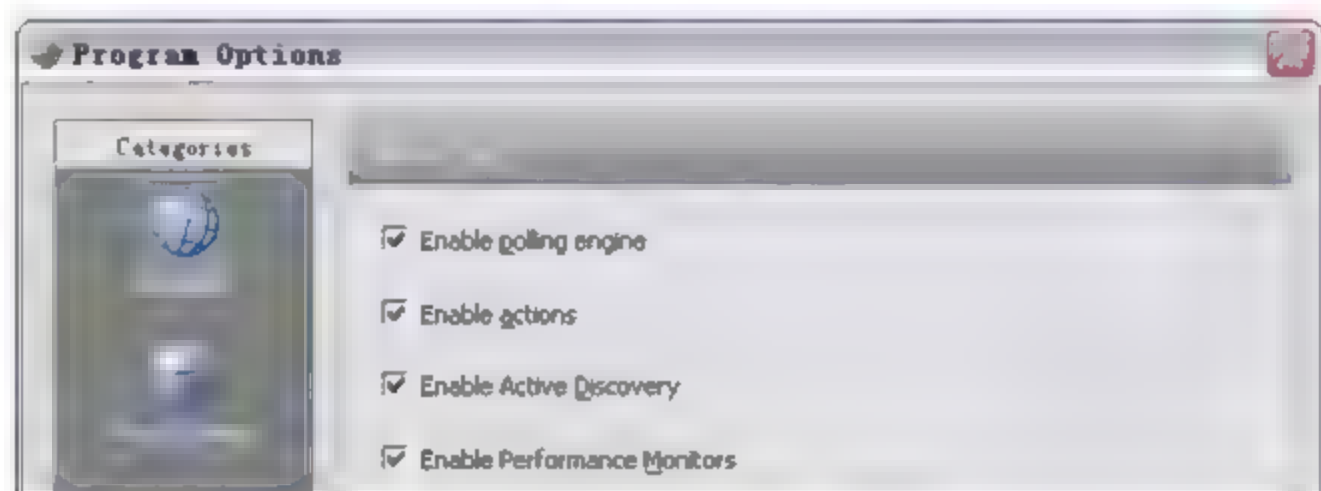 Program Options
Categories
Enable polling engine
Enable actions
Enable Active Discovery
Enable Performance Monitors